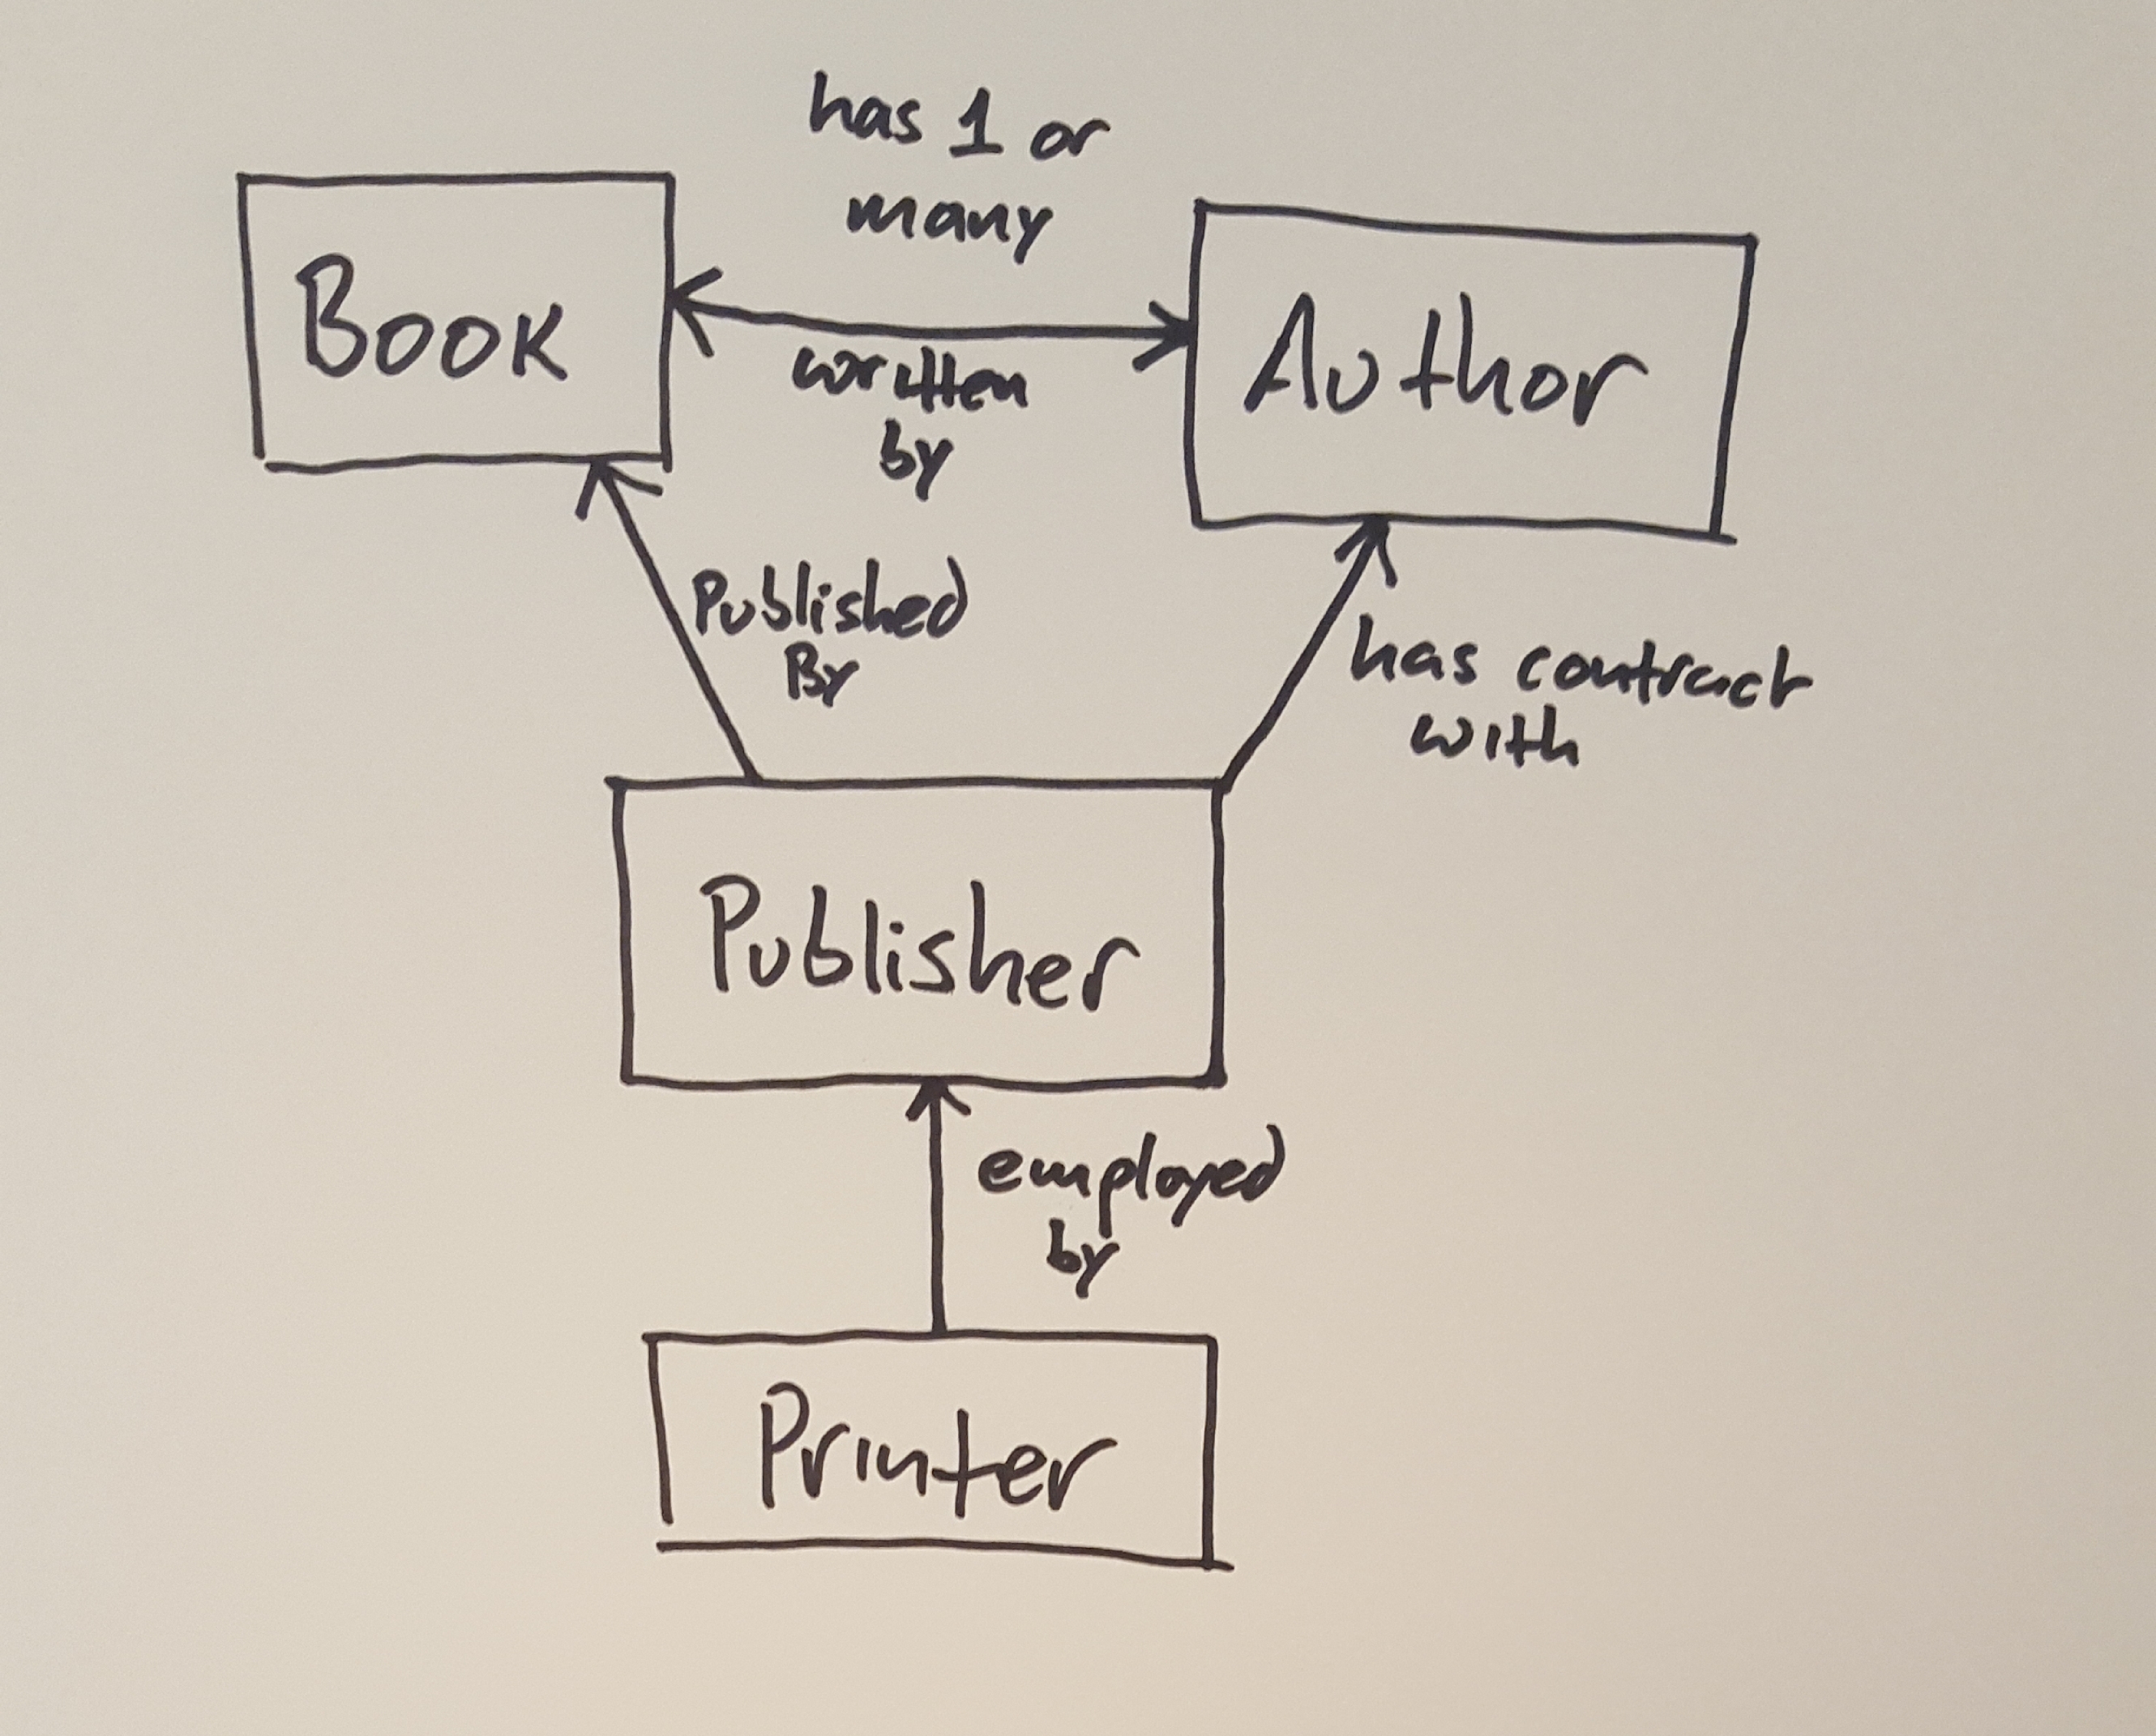 has 1 or
many
Book
Author
written
by
Published
By
has contract
with
Publisher
employed
by
Printer